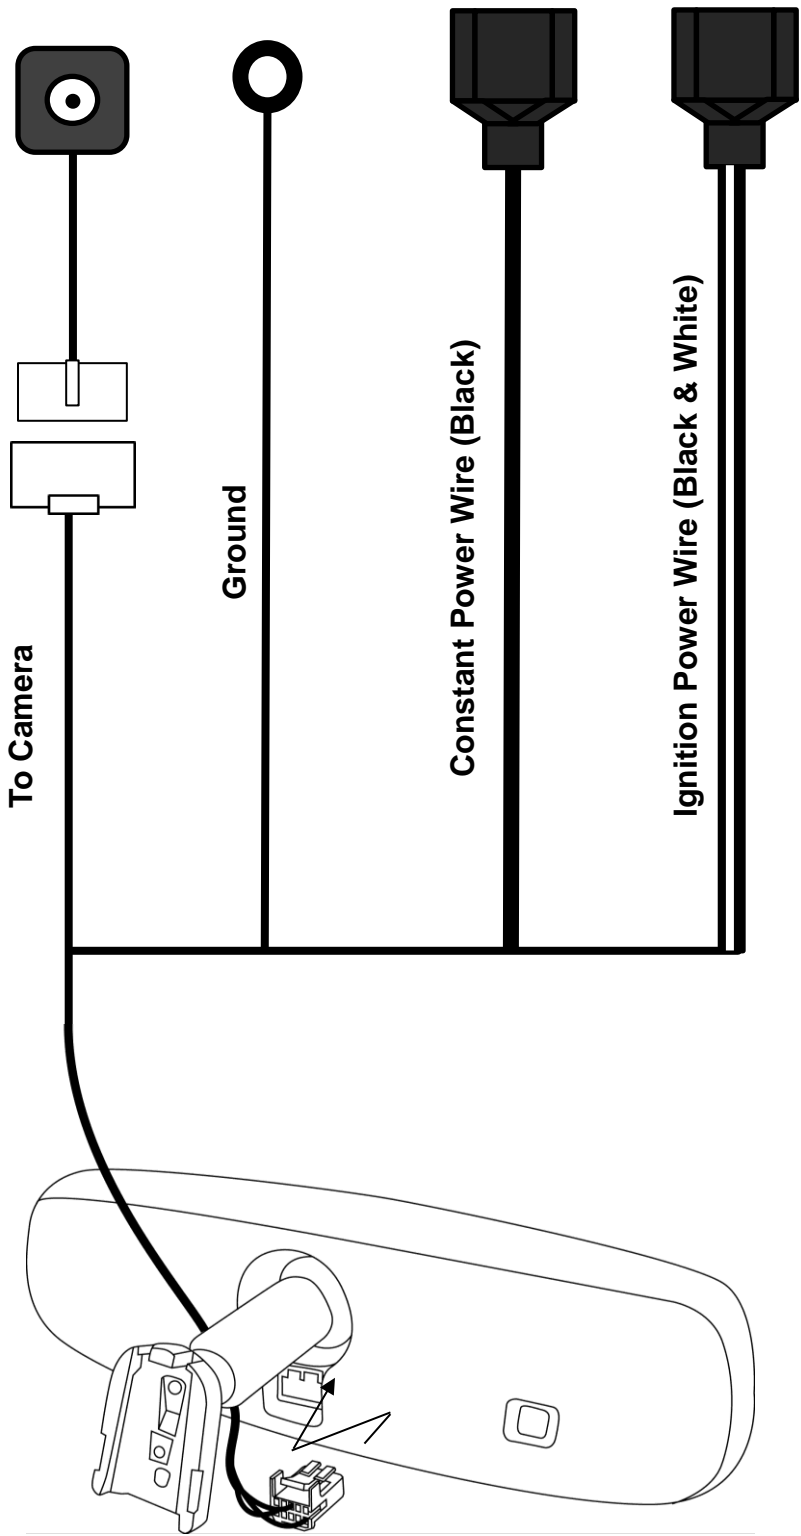 To Camera
Ground
Constant Power Wire (Black)
Ignition Power Wire (Black & White)